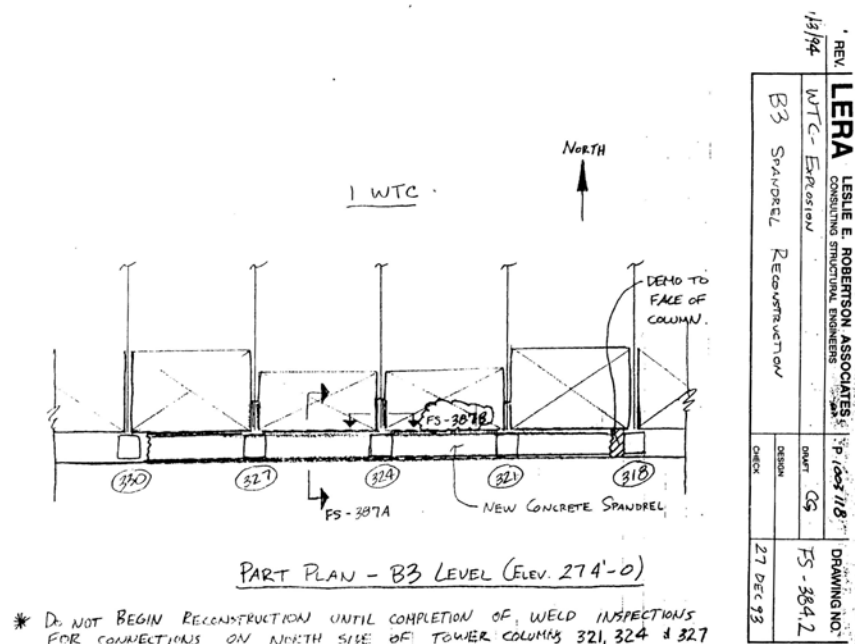 1 WTC
NORTH
DEMO TO
FACE OF
COLUMN.
FS-387B
330
327
324
321
318
FS-387A
NEW CONCRETE SPANDREL
PART PLAN - B3 LEVEL (ELEV. 274'-0)
* DO NOT BEGIN RECONSTRUCTION UNTIL COMPLETION OF WELD INSPECTIONS
FOR CONNECTIONS ON NORTH SIDE OF TOWER COLUMNS 321, 324 & 327
REV.
1/3/94
LERA LESLIE E. ROBERTSON ASSOCIATES
CONSULTING STRUCTURAL ENGINEERS
WTC - EXPLOSION
B3 SPANDREL RECONSTRUCTION
DRAFT CG
DESIGN
CHECK
DRAWING NO.
FS-384.2
27 DEC 93